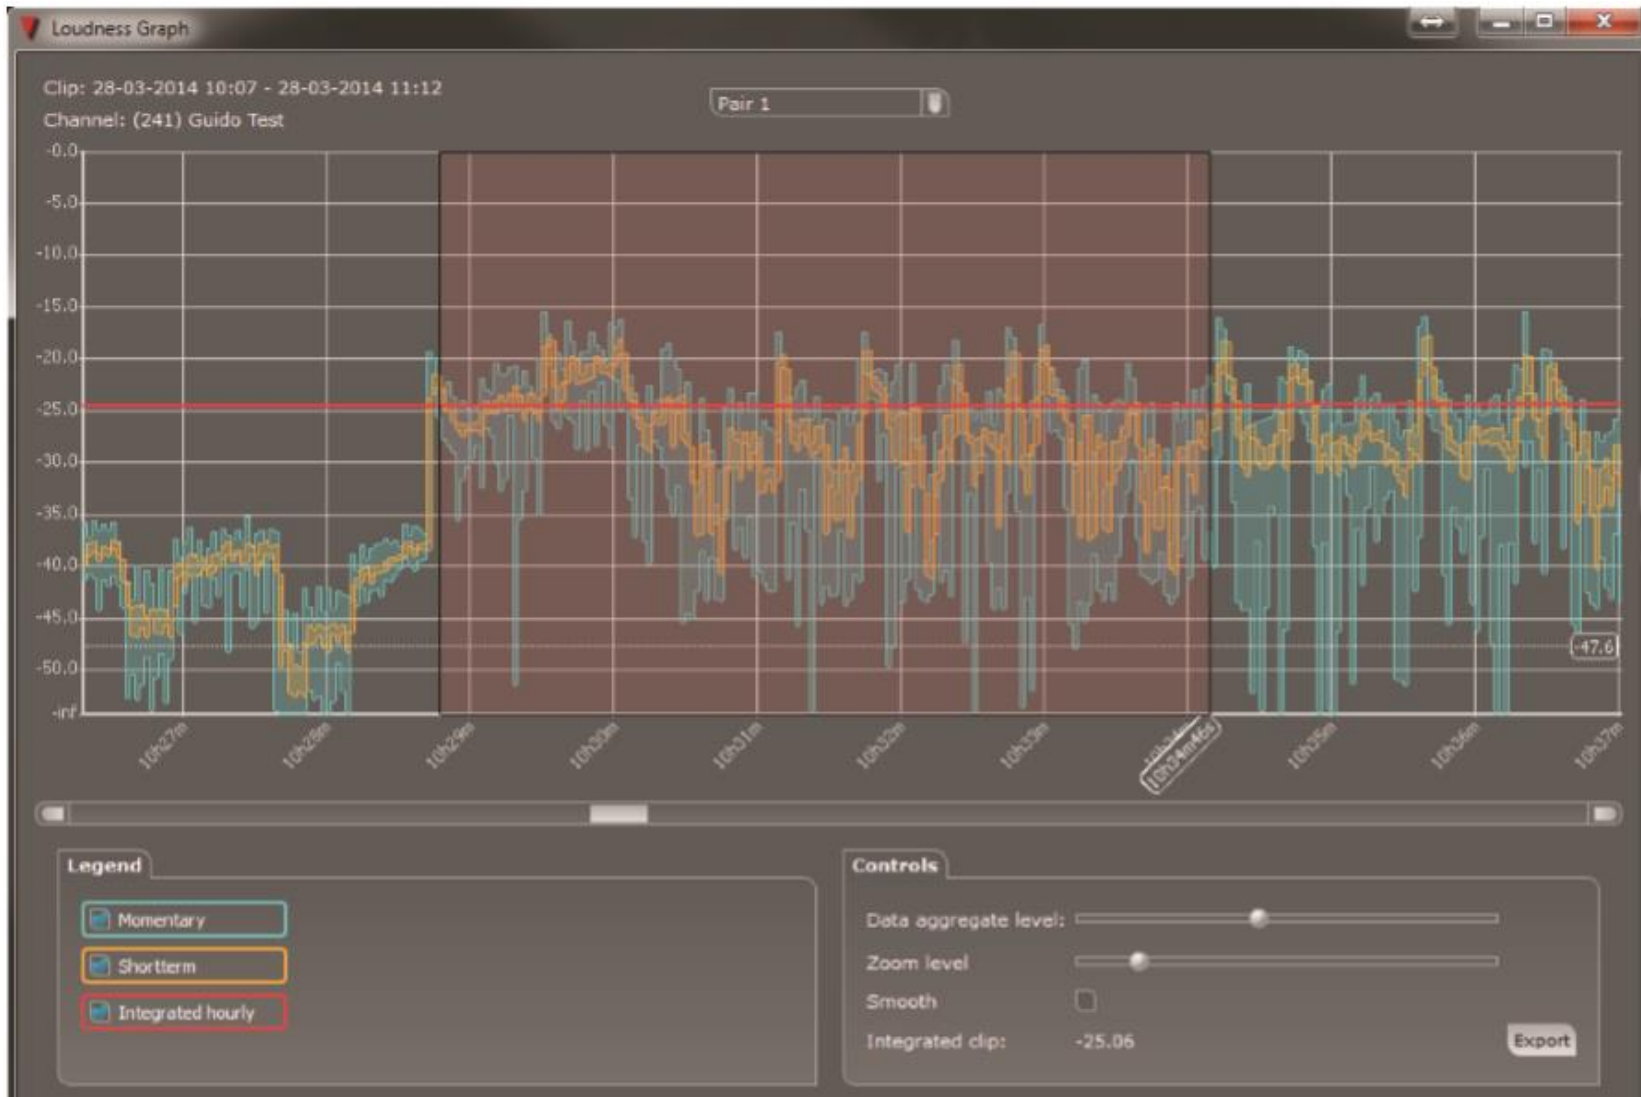 Loudness Graph
Clip: 28-03-2014 10:07 - 28-03-2014 11:12
Channel: (241) Guido Test
Pair 1
-0.0
-5.0
-10.0
-15.0
-20.0
-25.0
-30.0
-35.0
-40.0
-45.0
-50.0
-inf
-47.6
10h27m
10h28m
10h29m
10h30m
10h31m
10h32m
10h33m
10h34m46s
10h35m
10h36m
10h37m
Legend
Momentary
Shortterm
Integrated hourly
Controls
Data aggregate level:
Zoom level
Smooth
Integrated clip: -25.06
Export